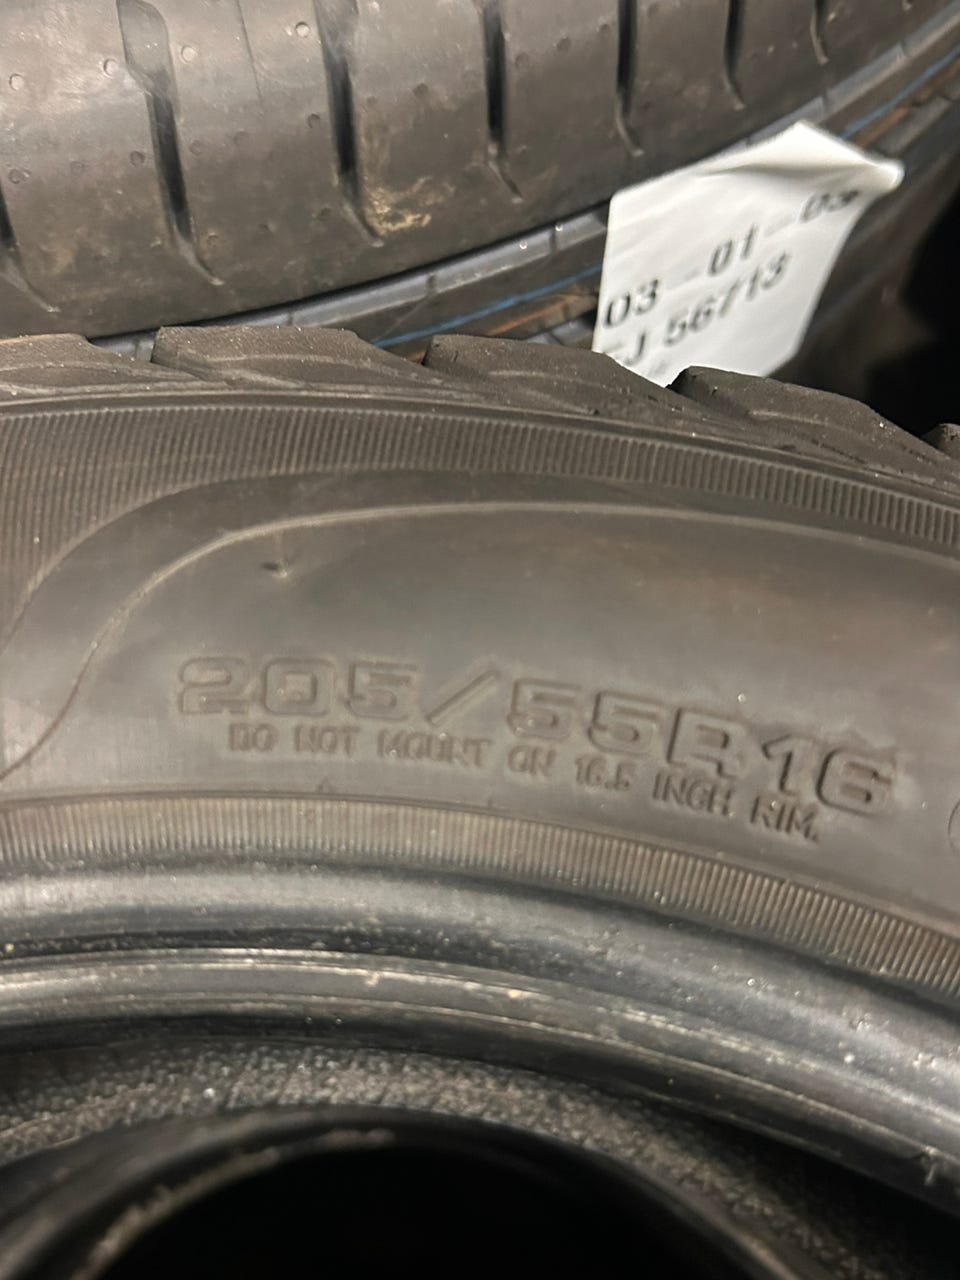 03-01-03
J 56713
205/55R16
DO NOT MOUNT ON 16.5 INCH RIM.